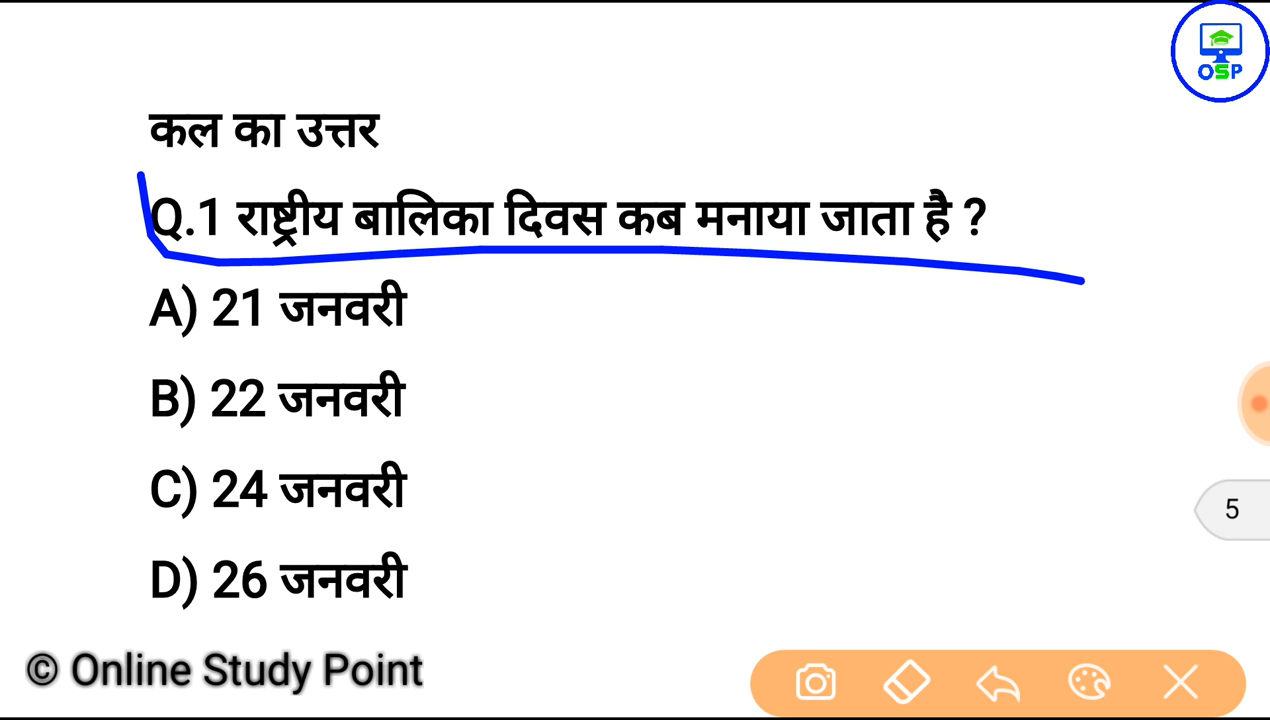 OSP
कल का उत्तर
Q.1 राष्ट्रीय बालिका दिवस कब मनाया जाता है ?
A) 21 जनवरी
B) 22 जनवरी
C) 24 जनवरी
5
D) 26 जनवरी
© Online Study Point